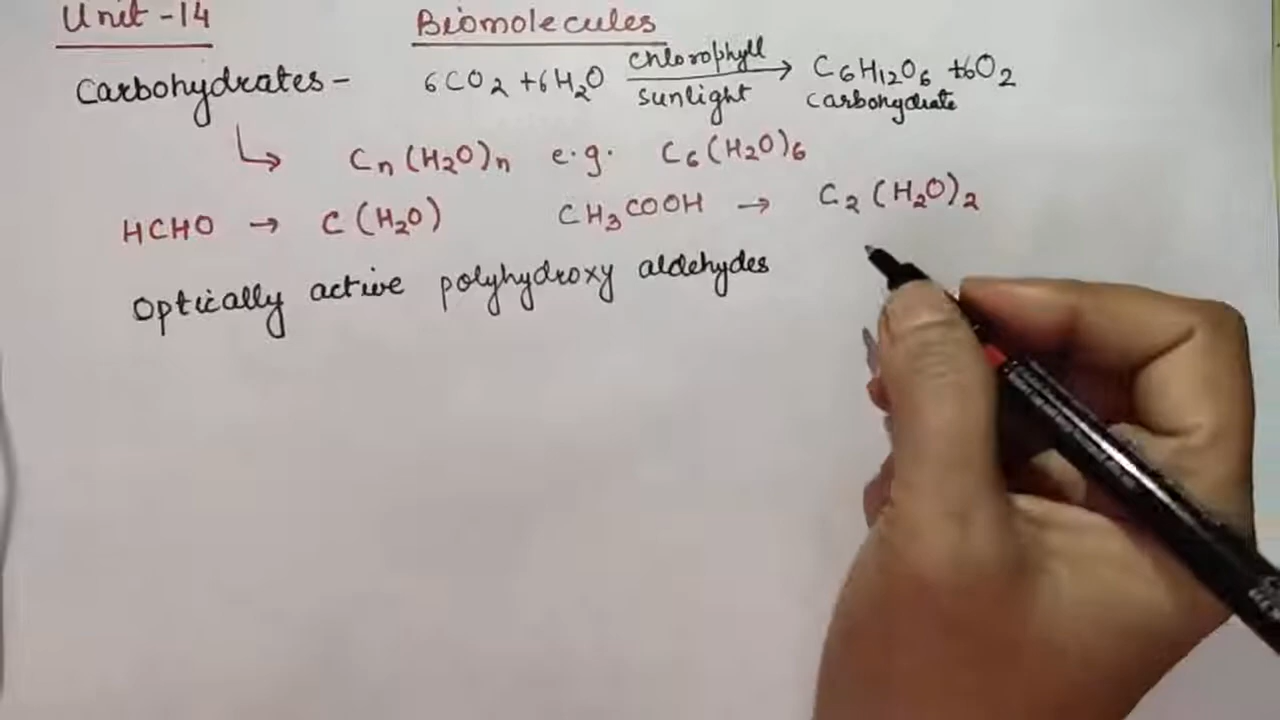 Unit -14 Biomolecules
Carbohydrates - 6CO2 +6H2O chlorophyll sunlight → C6H12O6 +6O2
carbohydrate
↳ Cn(H2O)n e.g. C6(H2O)6
HCHO → C(H2O) CH3COOH → C2(H2O)2
Optically active polyhydroxy aldehydes